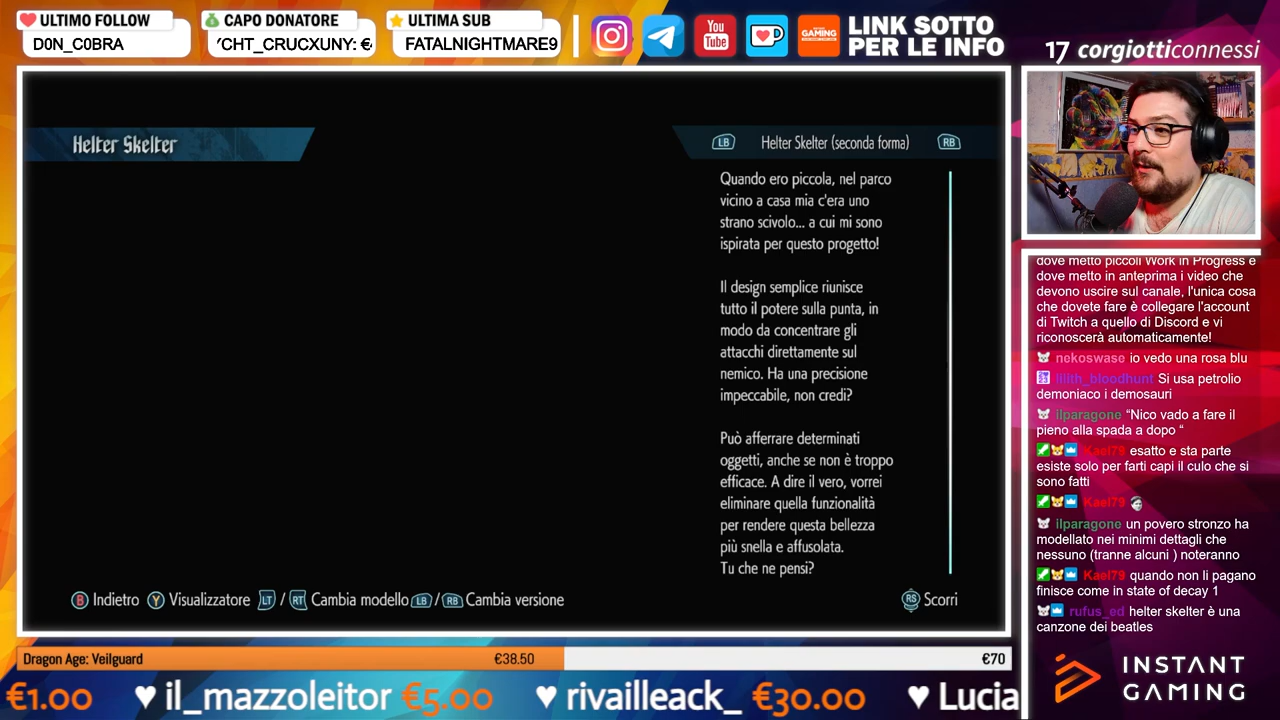 ULTIMO FOLLOW
D0N_C0BRA
CAPO DONATORE
CHT_CRUCXUNY: €
ULTIMA SUB
FATALNIGHTMARE9
You
Tube
INSTANT
GAMING
LINK SOTTO
PER LE INFO
17 corgiotticonnessi
Helter Skelter
LB Helter Skelter (seconda forma) RB
Quando ero piccola, nel parco
vicino a casa mia c'era uno
strano scivolo... a cui mi sono
ispirata per questo progetto!
Il design semplice riunisce
tutto il potere sulla punta, in
modo da concentrare gli
attacchi direttamente sul
nemico. Ha una precisione
impeccabile, non credi?
Può afferrare determinati
oggetti, anche se non è troppo
efficace. A dire il vero, vorrei
eliminare quella funzionalità
per rendere questa bellezza
più snella e affusolata.
Tu che ne pensi?
B Indietro Y Visualizzatore LT / RT Cambia modello LB / RB Cambia versione
RS Scorri
dove metto piccoli Work in Progress e
dove metto in anteprima i video che
devono uscire sul canale, l'unica cosa
che dovete fare è collegare l'account
di Twitch a quello di Discord e vi
riconoscerà automaticamente!
nekoswase io vedo una rosa blu
lilith_bloodhunt Si usa petrolio
demoniaco i demosauri
ilparagone “Nico vado a fare il
pieno alla spada a dopo “
Kael79 esatto e sta parte
esiste solo per farti capi il culo che si
sono fatti
Kael79
ilparagone un povero stronzo ha
modellato nei minimi dettagli che
nessuno (tranne alcuni ) noteranno
Kael79 quando non li pagano
finisce come in state of decay 1
rufus_ed helter skelter è una
canzone dei beatles
Dragon Age: Veilguard €38.50 €70
€1.00 ♥ il_mazzoleitor €5.00 ♥ rivailleack_ €30.00 ♥ Lucia
INSTANT
GAMING